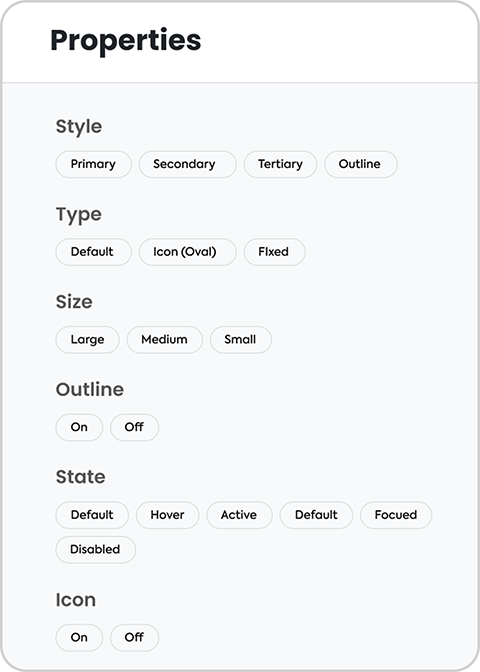 Properties
Style
Primary Secondary Tertiary Outline
Type
Default Icon (Oval) FIxed
Size
Large Medium Small
Outline
On Off
State
Default Hover Active Default Focued
Disabled
Icon
On Off